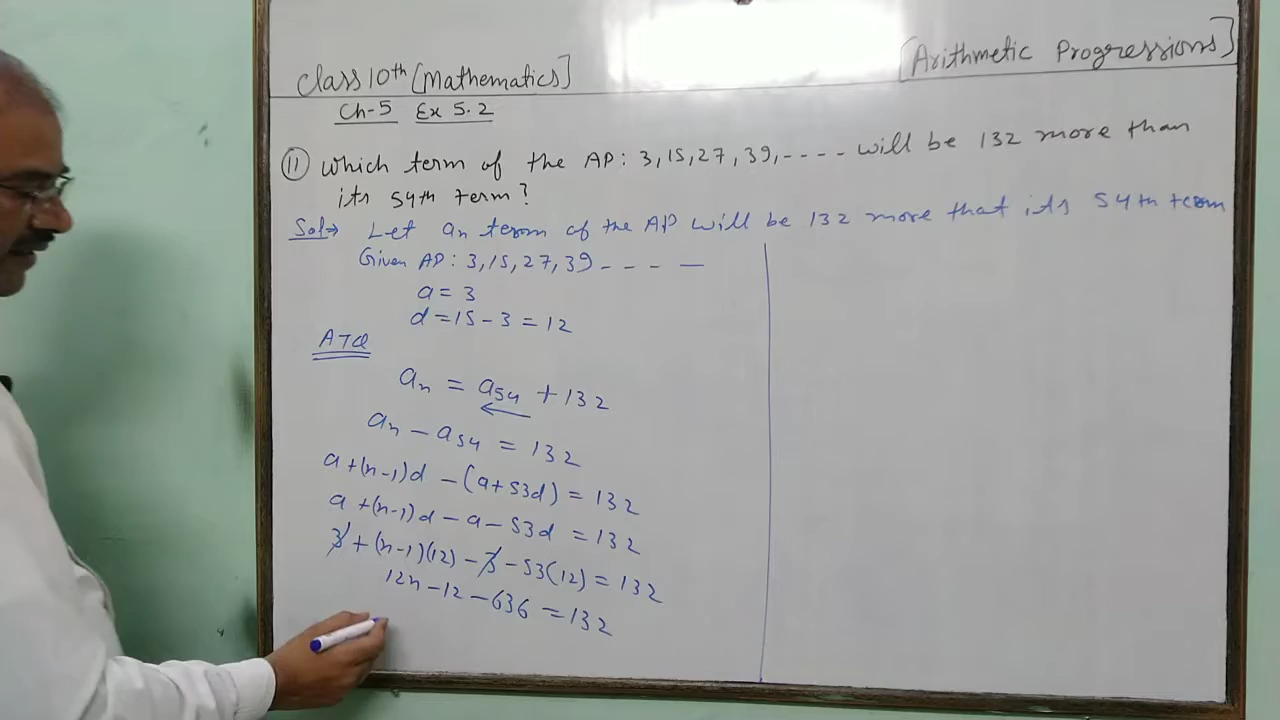 Class 10th [Mathematics]
[Arithmetic Progressions]
Ch-5 Ex 5.2
(11) Which term of the AP: 3, 15, 27, 39, ---- will be 132 more than
its 54th term?
Sol→ Let an term of the AP will be 132 more that its 54th term
Given AP: 3, 15, 27, 39 - - - —
a = 3
d = 15 - 3 = 12
ATQ
an = a54 + 132
an - a54 = 132
a + (n-1)d - (a+53d) = 132
a + (n-1)d - a - 53d = 132
3 + (n-1)(12) - 3 - 53(12) = 132
12n - 12 - 636 = 132